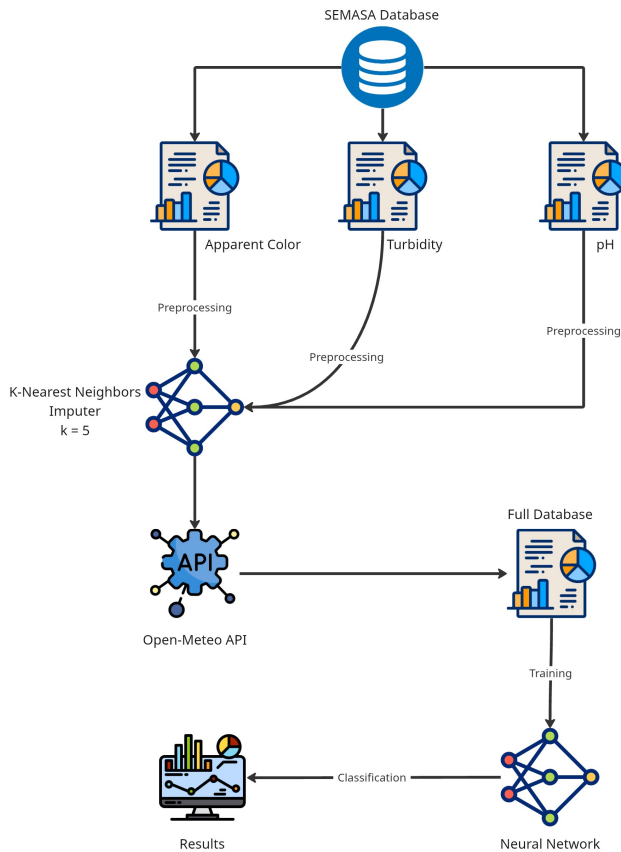 SEMASA Database
Apparent Color
Turbidity
pH
Preprocessing
Preprocessing
Preprocessing
K-Nearest Neighbors
Imputer
k = 5
API
Open-Meteo API
Full Database
Training
Classification
Results
Neural Network